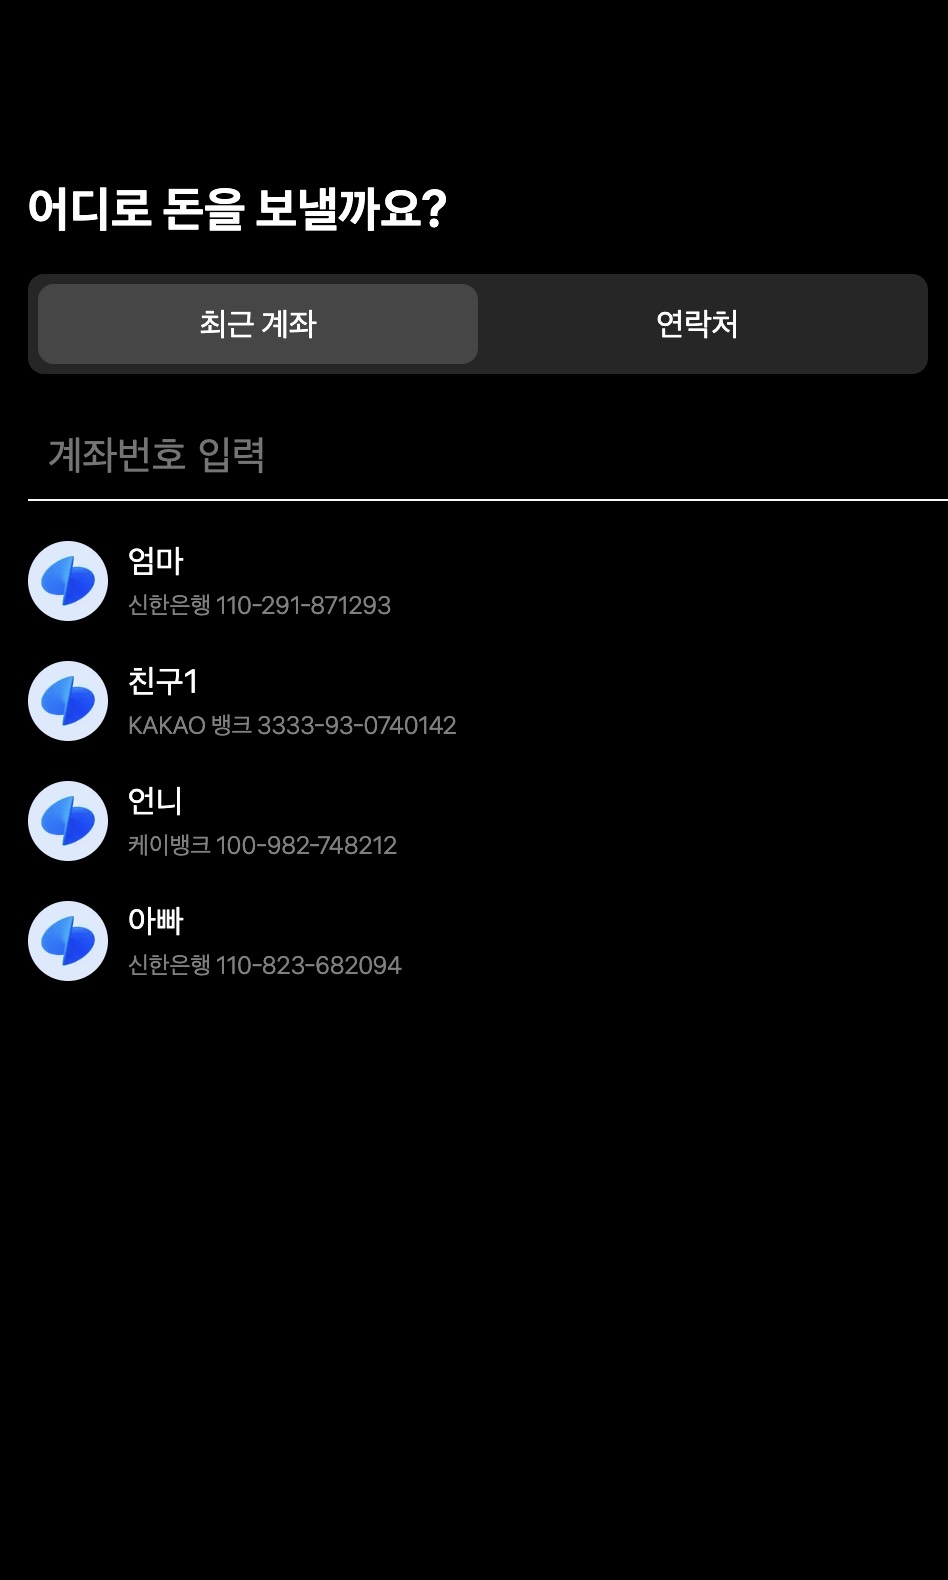 어디로 돈을 보낼까요?
최근 계좌 연락처
계좌번호 입력
엄마
신한은행 110-291-871293
친구1
KAKAO 뱅크 3333-93-0740142
언니
케이뱅크 100-982-748212
아빠
신한은행 110-823-682094